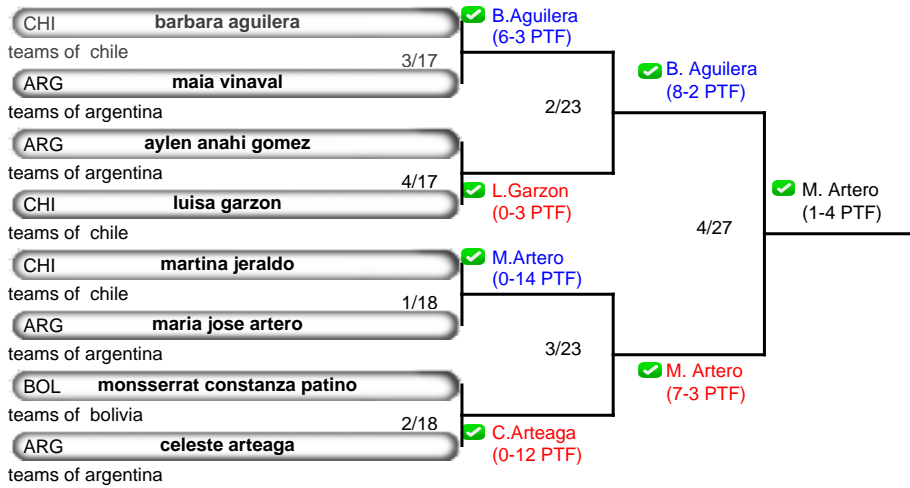 CHI barbara aguilera
teams of chile
3/17
ARG maia vinaval
teams of argentina
ARG aylen anahi gomez
teams of argentina
4/17
CHI luisa garzon
teams of chile
CHI martina jeraldo
teams of chile
1/18
ARG maria jose artero
teams of argentina
BOL monsserrat constanza patino
teams of bolivia
2/18
ARG celeste arteaga
teams of argentina
B.Aguilera
(6-3 PTF)
2/23
L.Garzon
(0-3 PTF)
M.Artero
(0-14 PTF)
3/23
C.Arteaga
(0-12 PTF)
B. Aguilera
(8-2 PTF)
4/27
M. Artero
(7-3 PTF)
M. Artero
(1-4 PTF)